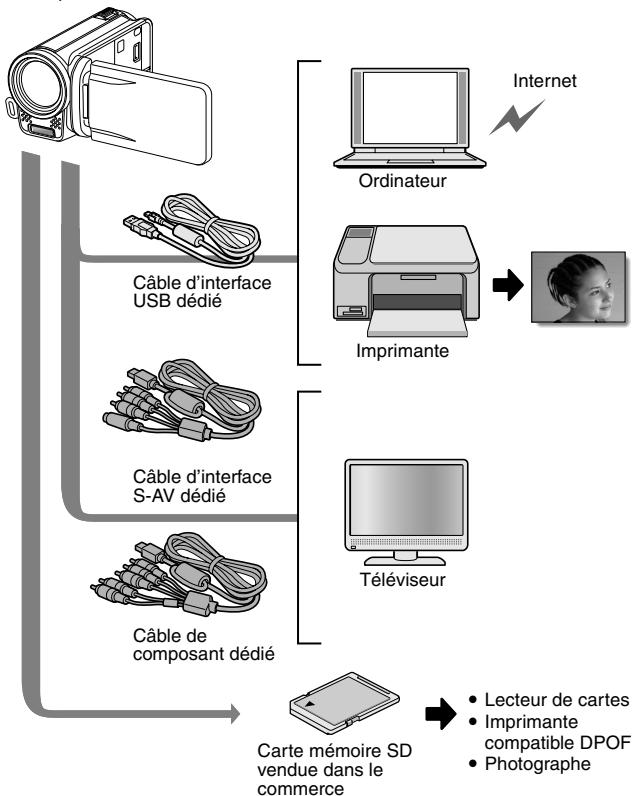 Internet
Ordinateur
Câble d'interface
USB dédié
Imprimante
Câble d'interface
S-AV dédié
Téléviseur
Câble de
composant dédié
Carte mémoire SD
vendue dans le
commerce
• Lecteur de cartes
• Imprimante
compatible DPOF
• Photographe